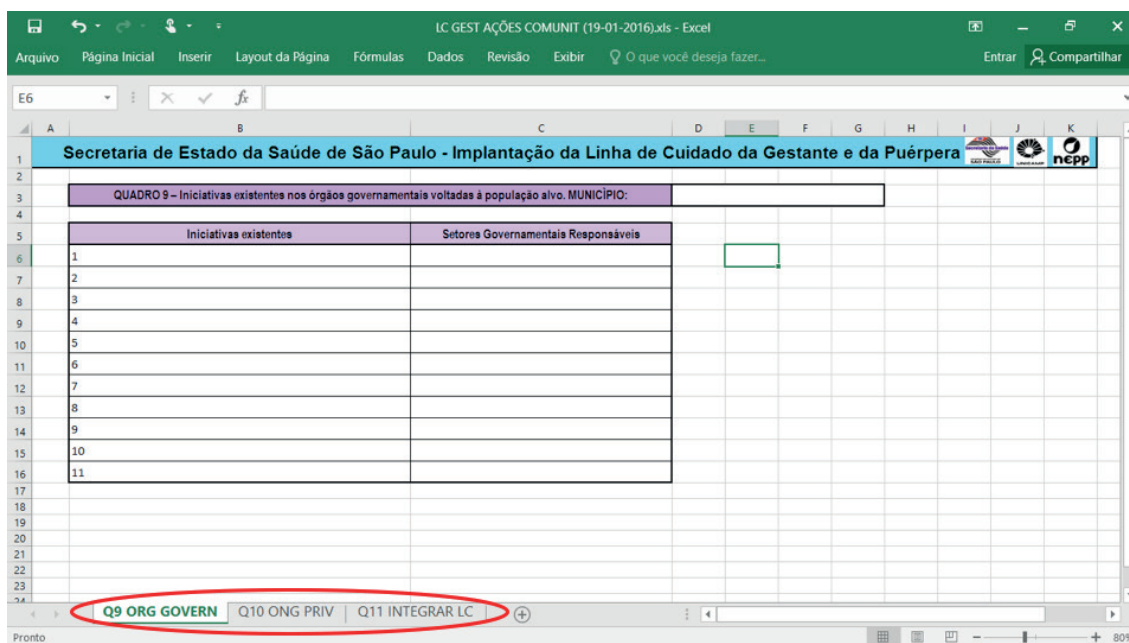 LC GEST AÇÕES COMUNIT (19-01-2016).xls - Excel
Arquivo Página Inicial Inserir Layout da Página Fórmulas Dados Revisão Exibir O que você deseja fazer... Entrar Compartilhar
E6 fx
A B C D E F G H I J K
1 Secretaria de Estado da Saúde de São Paulo - Implantação da Linha de Cuidado da Gestante e da Puérpera SÃO PAULO UNICAMP nepp
2
3 QUADRO 9 – Iniciativas existentes nos órgãos governamentais voltadas à população alvo. MUNICÍPIO:
4
5 Iniciativas existentes Setores Governamentais Responsáveis
6 1
7 2
8 3
9 4
10 5
11 6
12 7
13 8
14 9
15 10
16 11
17
18
19
20
21
22
23
24
Q9 ORG GOVERN Q10 ONG PRIV Q11 INTEGRAR LC
Pronto 80%